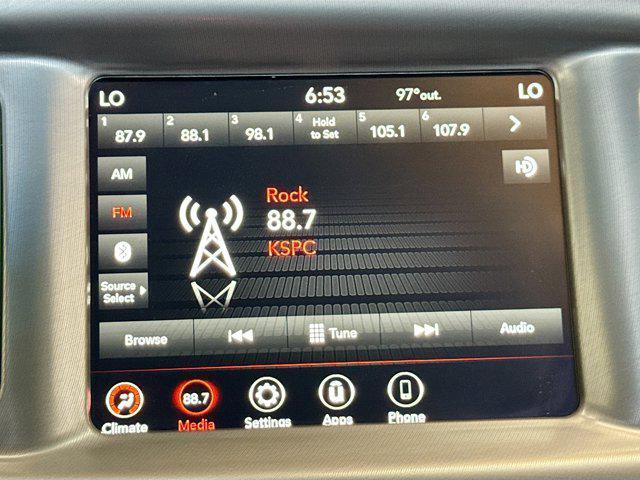 LO 6:53 97°out. LO
1 87.9 2 88.1 3 98.1 4 Hold to Set 5 105.1 6 107.9
AM
HD
FM
Rock
88.7
KSPC
Source
Select
Browse Tune Audio
88.7
Climate Media Settings Apps Phone